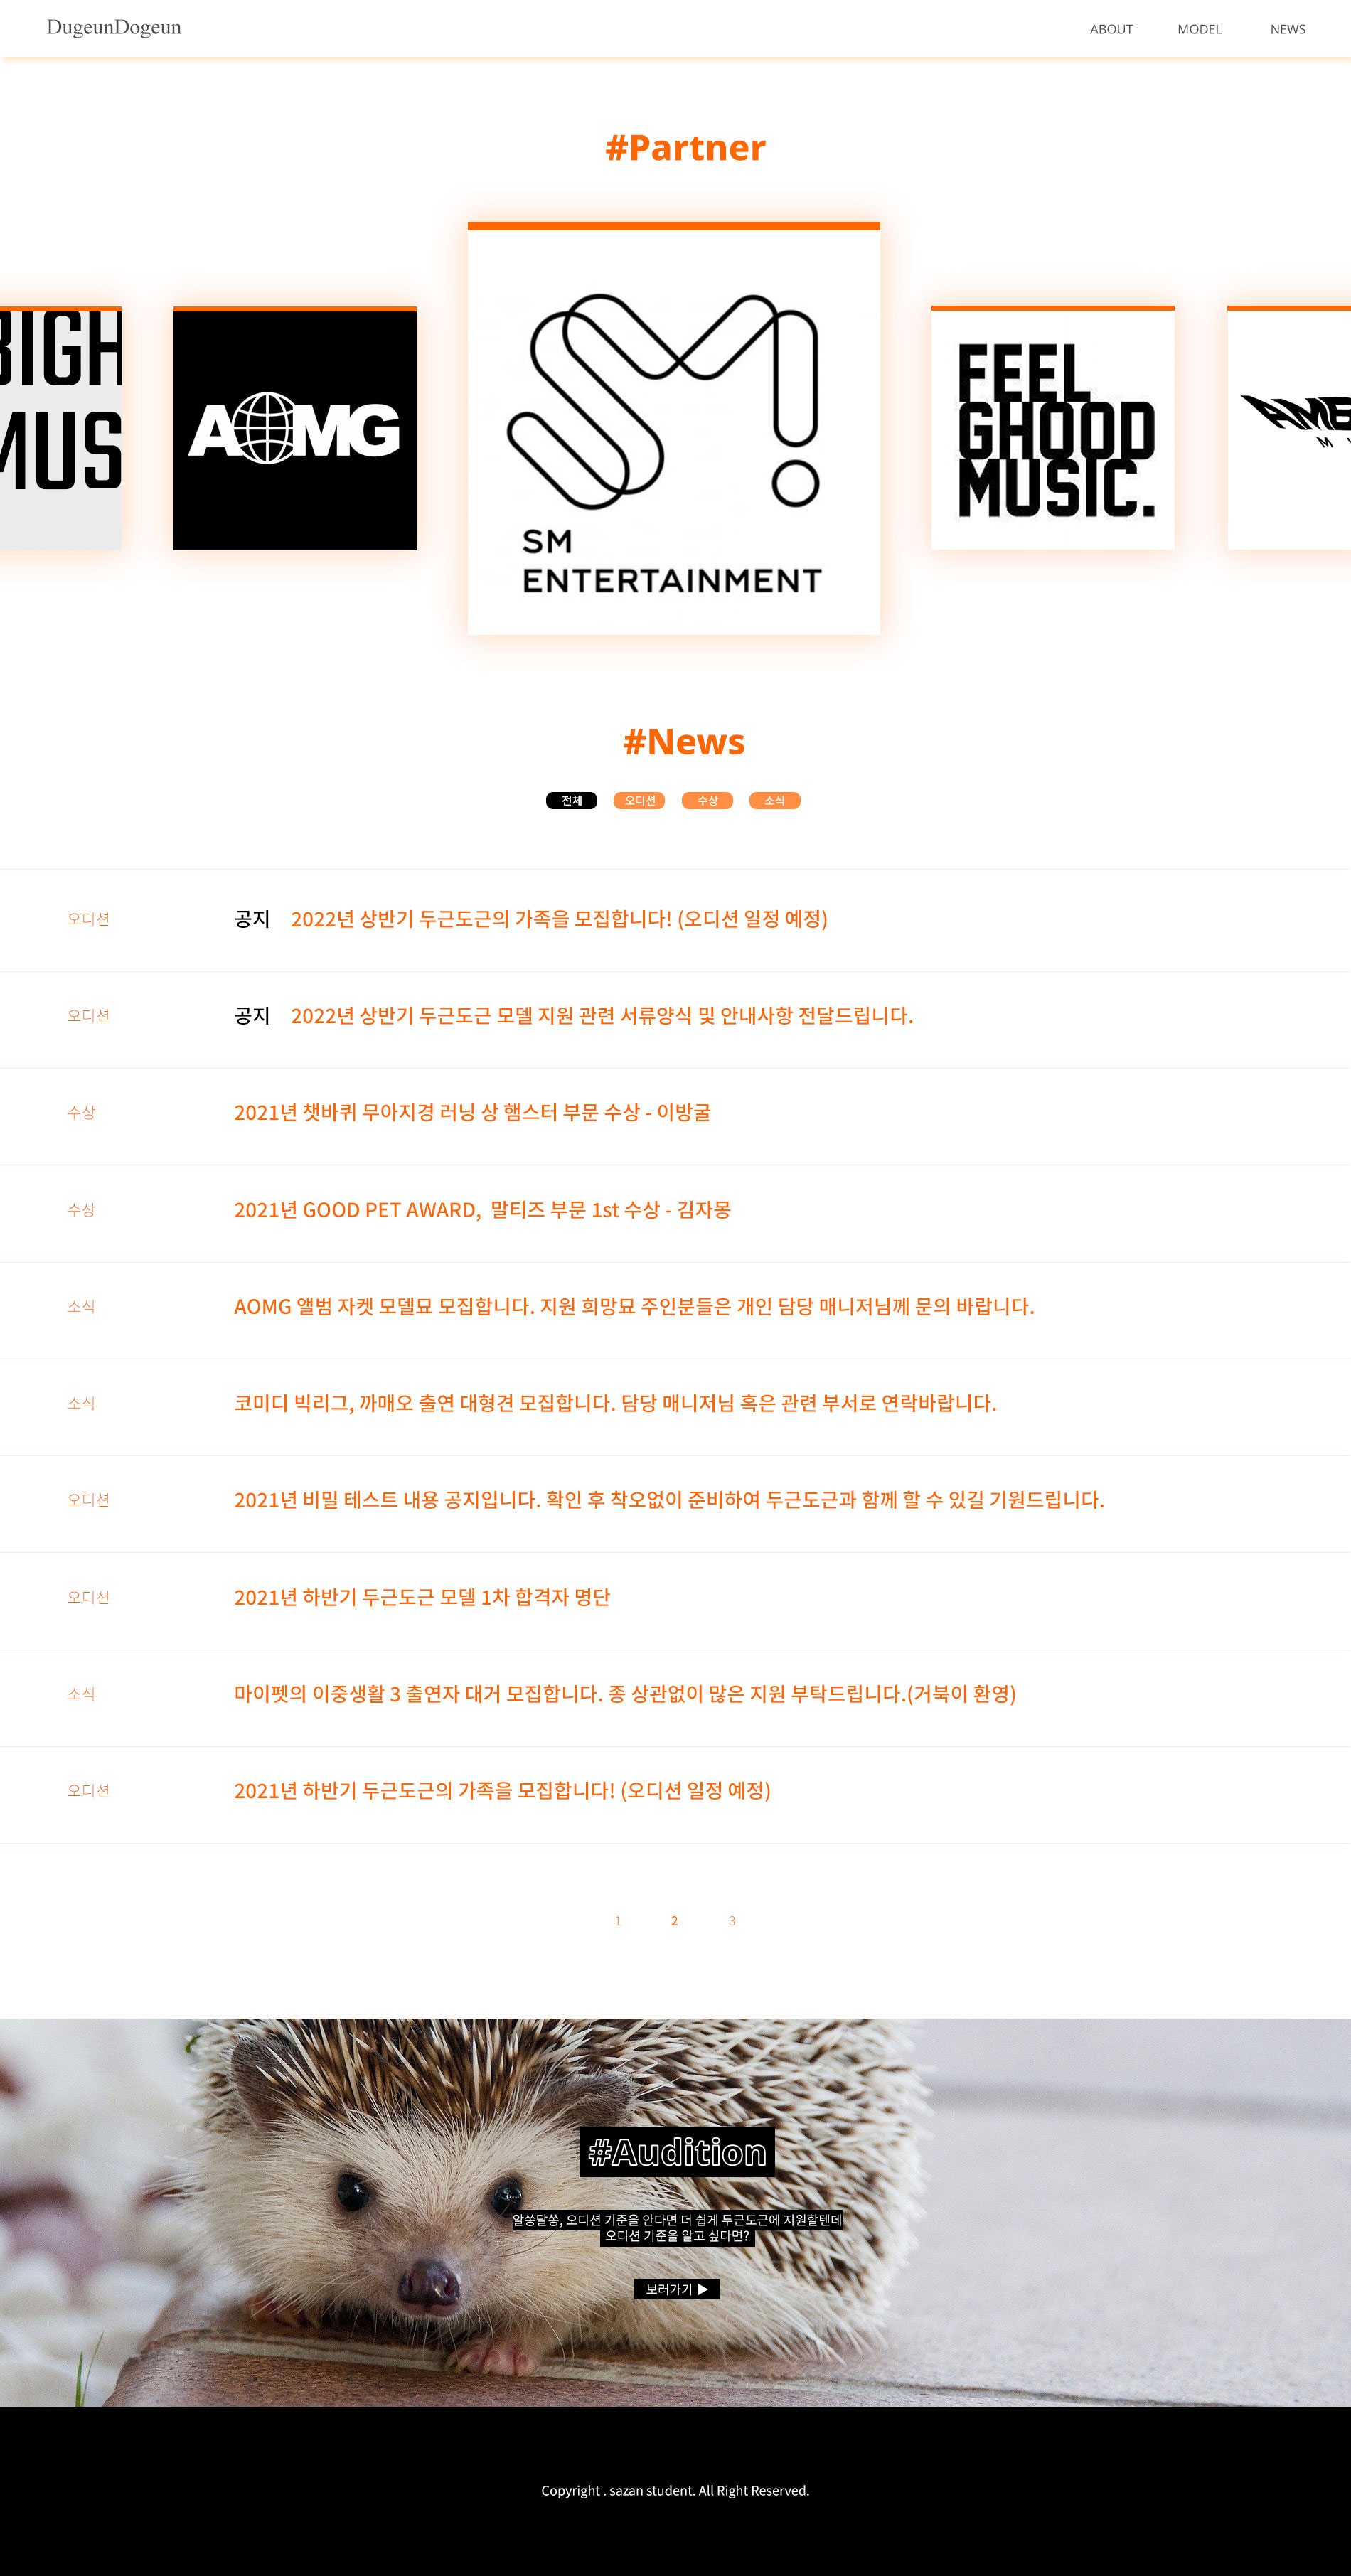 DugeunDogeun
ABOUT MODEL NEWS
#Partner
BIGH
MUS
AOMG
SM
ENTERTAINMENT
FEEL
GHOOD
MUSIC.
#News
전체 오디션 수상 소식
오디션 공지 2022년 상반기 두근도근의 가족을 모집합니다! (오디션 일정 예정)
오디션 공지 2022년 상반기 두근도근 모델 지원 관련 서류양식 및 안내사항 전달드립니다.
수상 2021년 챗바퀴 무아지경 러닝 상 햄스터 부문 수상 - 이방굴
수상 2021년 GOOD PET AWARD, 말티즈 부문 1st 수상 - 김자몽
소식 AOMG 앨범 자켓 모델묘 모집합니다. 지원 희망묘 주인분들은 개인 담당 매니저님께 문의 바랍니다.
소식 코미디 빅리그, 까매오 출연 대형견 모집합니다. 담당 매니저님 혹은 관련 부서로 연락바랍니다.
오디션 2021년 비밀 테스트 내용 공지입니다. 확인 후 착오없이 준비하여 두근도근과 함께 할 수 있길 기원드립니다.
오디션 2021년 하반기 두근도근 모델 1차 합격자 명단
소식 마이펫의 이중생활 3 출연자 대거 모집합니다. 종 상관없이 많은 지원 부탁드립니다.(거북이 환영)
오디션 2021년 하반기 두근도근의 가족을 모집합니다! (오디션 일정 예정)
1 2 3
#Audition
알쏭달쏭, 오디션 기준을 안다면 더 쉽게 두근도근에 지원할텐데
오디션 기준을 알고 싶다면?
보러가기 ▶
Copyright . sazan student. All Right Reserved.